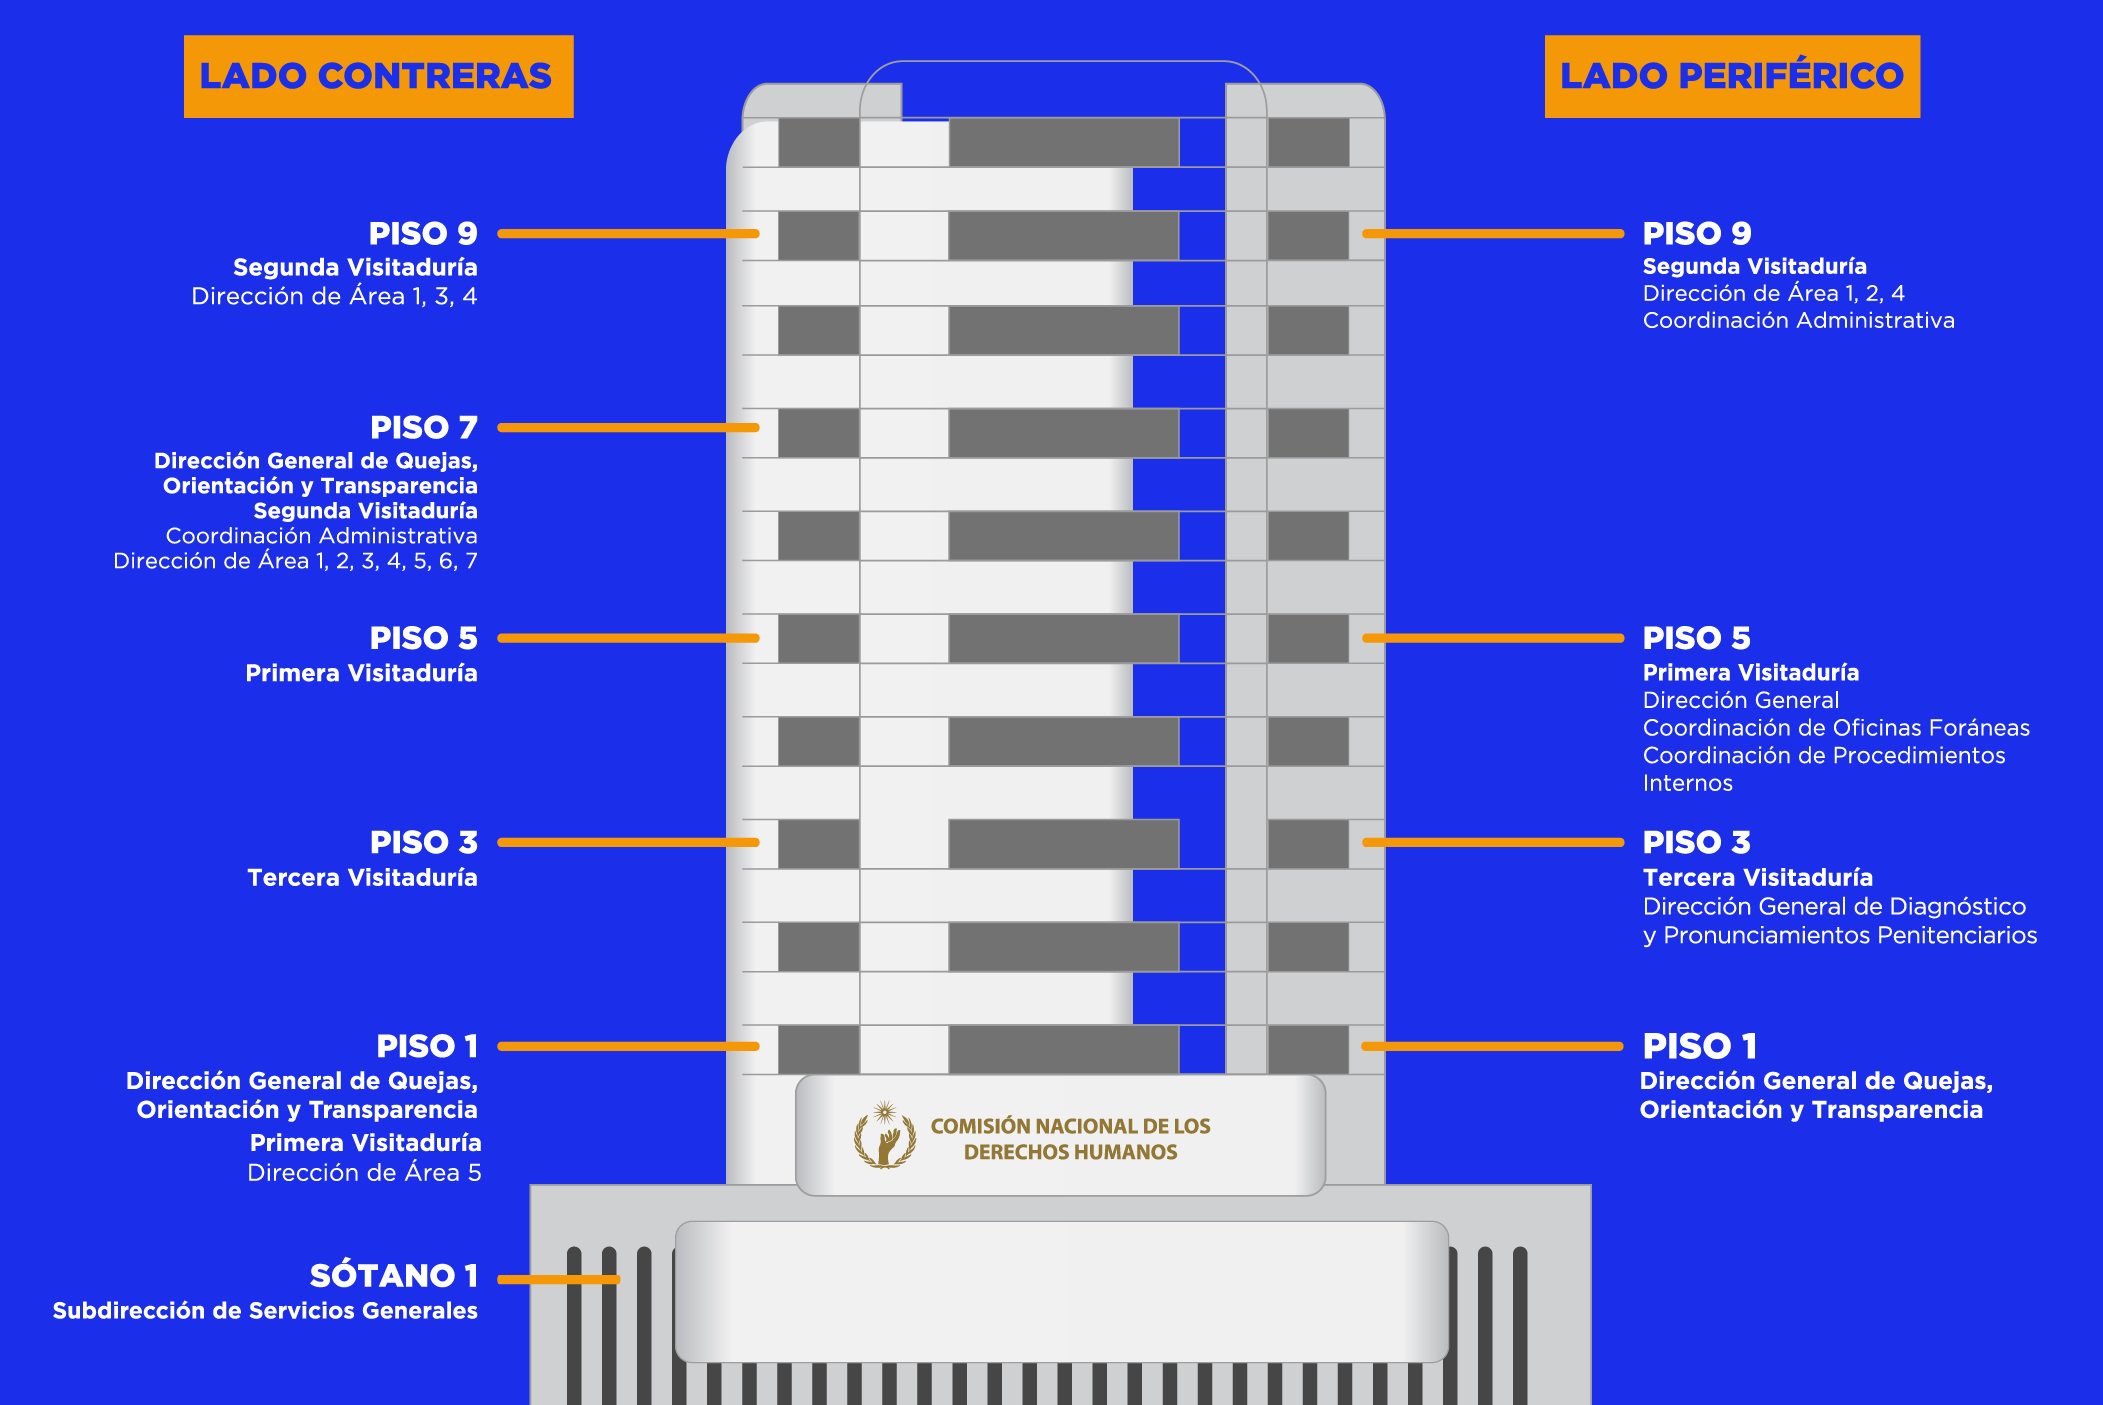 LADO CONTRERAS
PISO 9
Segunda Visitaduría
Dirección de Área 1, 3, 4
PISO 7
Dirección General de Quejas,
Orientación y Transparencia
Segunda Visitaduría
Coordinación Administrativa
Dirección de Área 1, 2, 3, 4, 5, 6, 7
PISO 5
Primera Visitaduría
PISO 3
Tercera Visitaduría
PISO 1
Dirección General de Quejas,
Orientación y Transparencia
Primera Visitaduría
Dirección de Área 5
SÓTANO 1
Subdirección de Servicios Generales
COMISIÓN NACIONAL DE LOS
DERECHOS HUMANOS
LADO PERIFÉRICO
PISO 9
Segunda Visitaduría
Dirección de Área 1, 2, 4
Coordinación Administrativa
PISO 5
Primera Visitaduría
Dirección General
Coordinación de Oficinas Foráneas
Coordinación de Procedimientos
Internos
PISO 3
Tercera Visitaduría
Dirección General de Diagnóstico
y Pronunciamientos Penitenciarios
PISO 1
Dirección General de Quejas,
Orientación y Transparencia